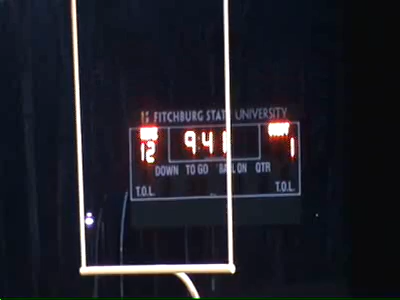 FITCHBURG STATE UNIVERSITY
12 9 41 1
DOWN TO GO BALL ON QTR
T.O.L. T.O.L.